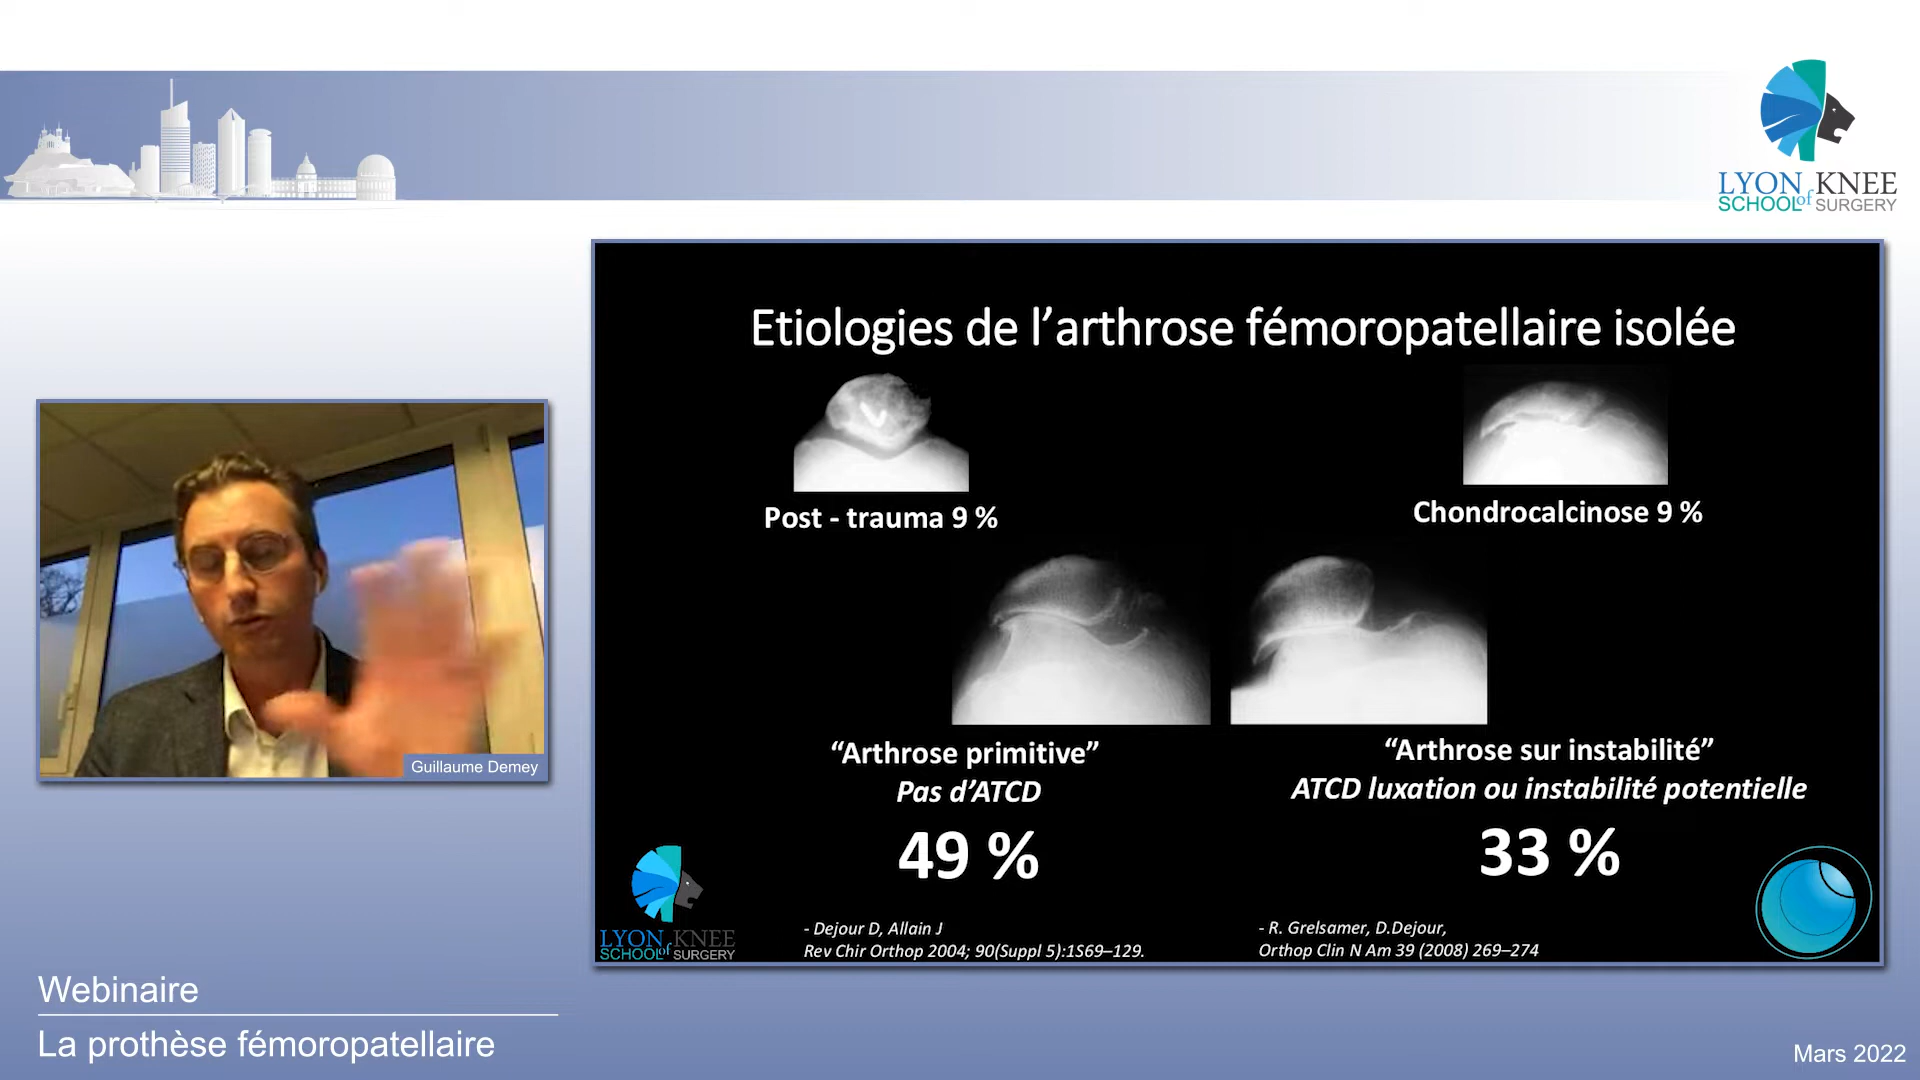 LYON KNEE
SCHOOL of SURGERY
Etiologies de l’arthrose fémoropatellaire isolée
Post - trauma 9 %
Chondrocalcinose 9 %
“Arthrose primitive”
Pas d’ATCD
49 %
“Arthrose sur instabilité”
ATCD luxation ou instabilité potentielle
33 %
- Dejour D, Allain J
Rev Chir Orthop 2004; 90(Suppl 5):1S69–129.
- R. Grelsamer, D.Dejour,
Orthop Clin N Am 39 (2008) 269–274
LYON KNEE
SCHOOL of SURGERY
Guillaume Demey
Webinaire
La prothèse fémoropatellaire
Mars 2022